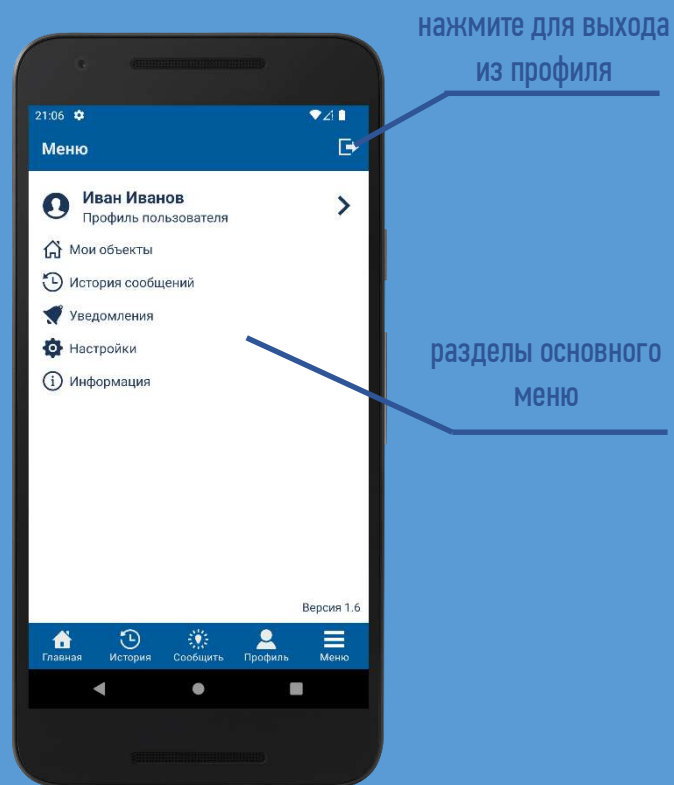 нажмите для выхода
из профиля
21:06
Меню
Иван Иванов
Профиль пользователя
Мои объекты
История сообщений
Уведомления
Настройки
Информация
разделы основного
меню
Версия 1.6
Главная История Сообщить Профиль Меню